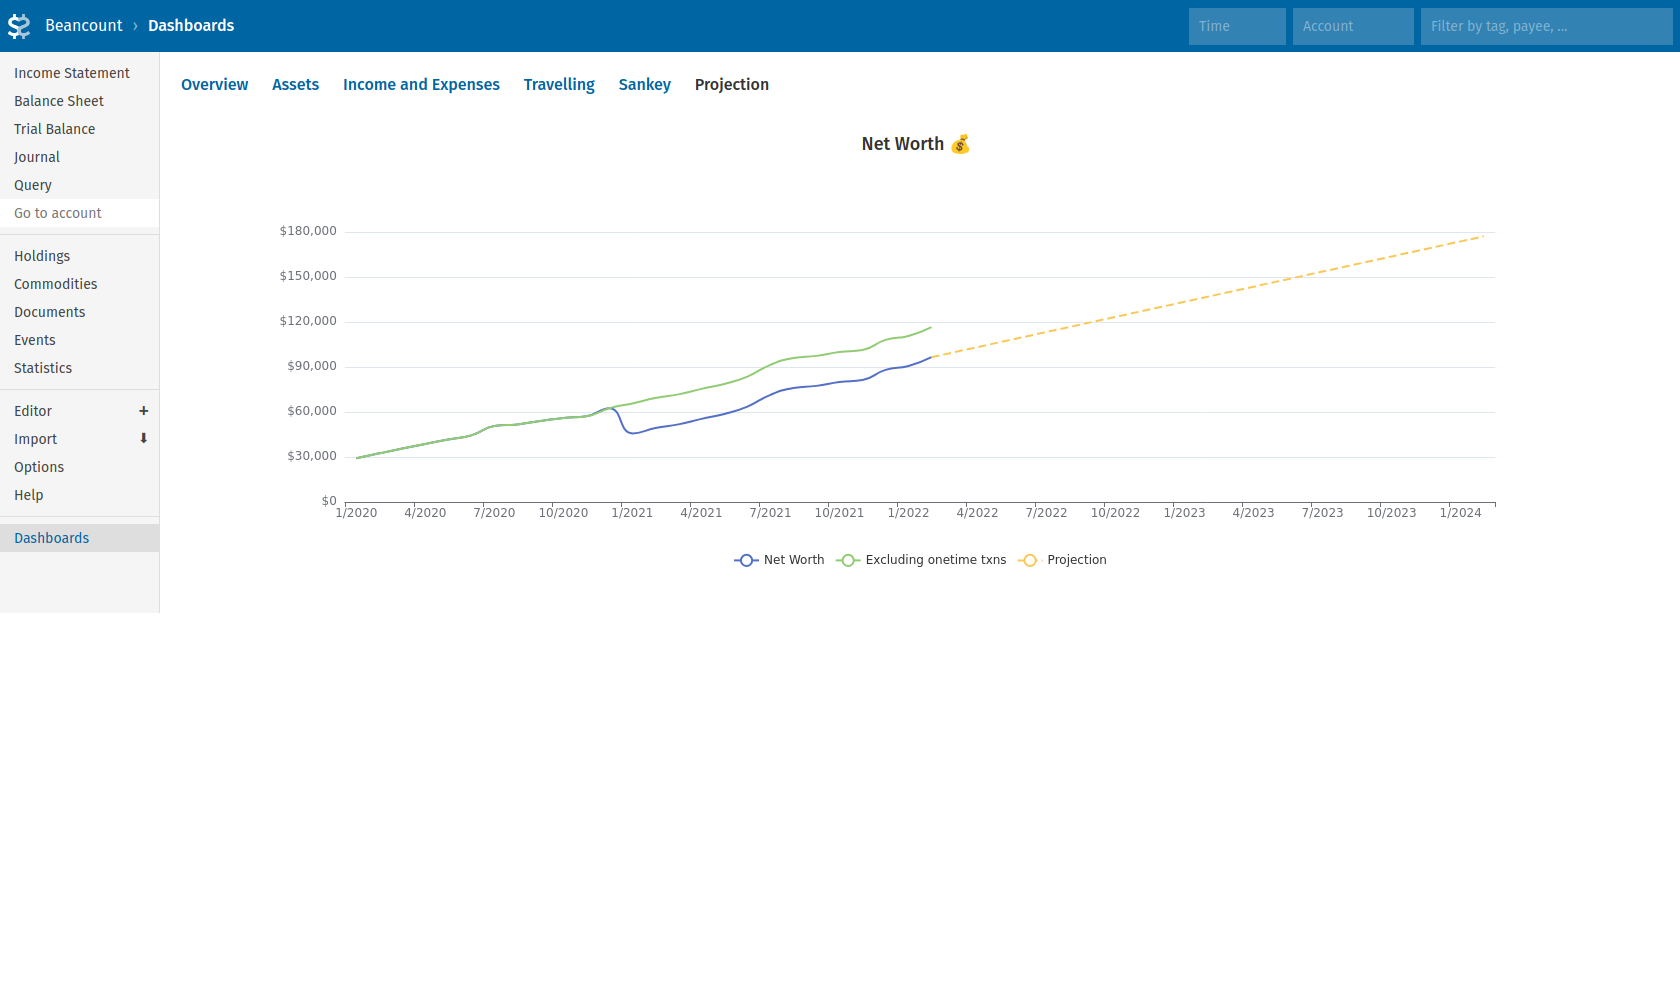 Beancount › Dashboards
Time
Account
Filter by tag, payee, ...
Income Statement
Balance Sheet
Trial Balance
Journal
Query
Go to account
Holdings
Commodities
Documents
Events
Statistics
Editor +
Import ⬇
Options
Help
Dashboards
Overview Assets Income and Expenses Travelling Sankey Projection
Net Worth 💰
$180,000
$150,000
$120,000
$90,000
$60,000
$30,000
$0
1/2020 4/2020 7/2020 10/2020 1/2021 4/2021 7/2021 10/2021 1/2022 4/2022 7/2022 10/2022 1/2023 4/2023 7/2023 10/2023 1/2024
Net Worth Excluding onetime txns Projection